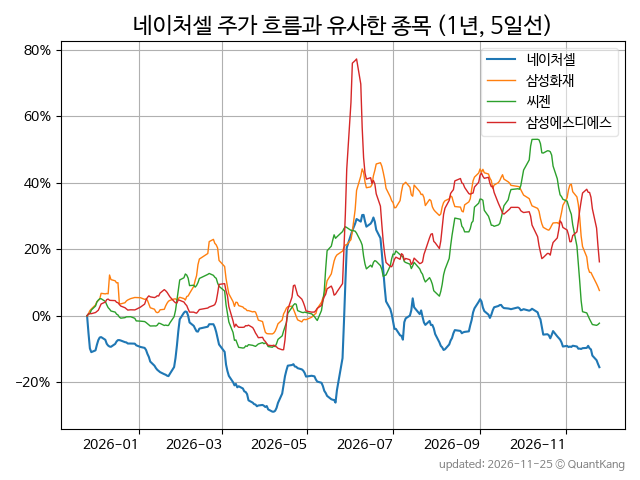 네이처셀 주가 흐름과 유사한 종목 (1년, 5일선)
네이처셀
삼성화재
씨젠
삼성에스디에스
80%
60%
40%
20%
0%
−20%
2026-01 2026-03 2026-05 2026-07 2026-09 2026-11
updated: 2026-11-25 © QuantKang